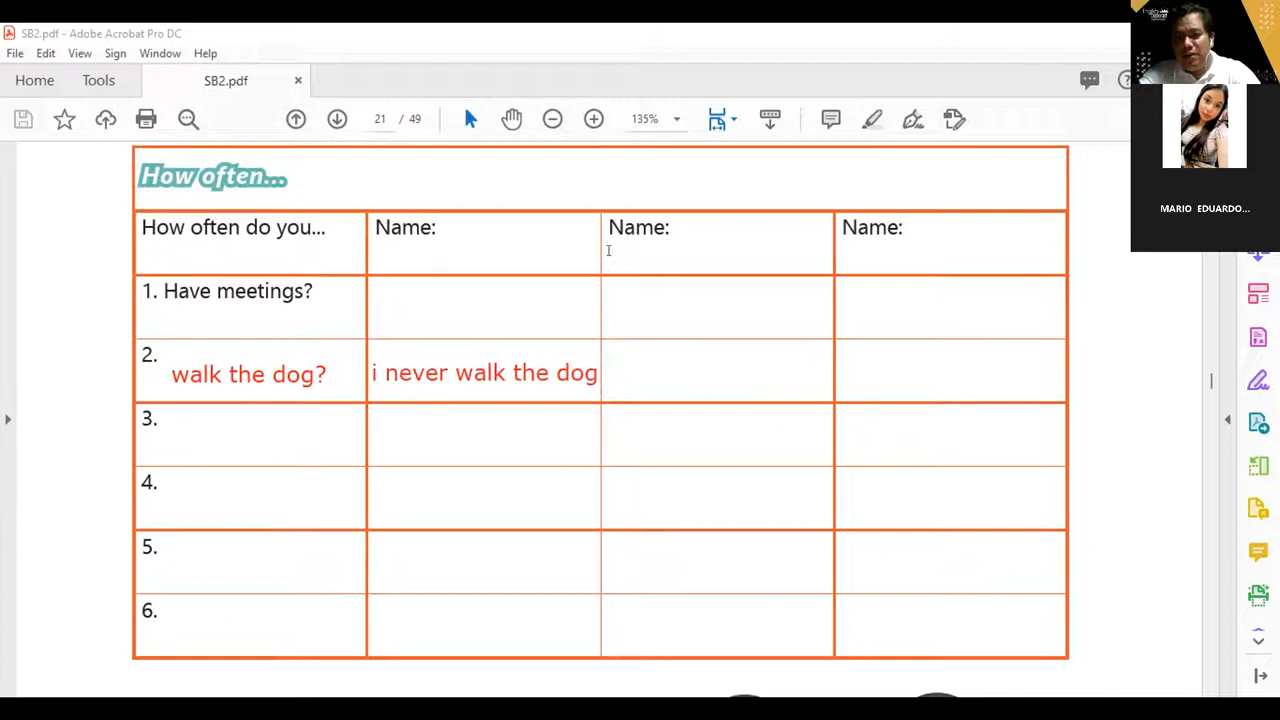 SB2.pdf - Adobe Acrobat Pro DC
File Edit View Sign Window Help
Home Tools SB2.pdf ×
21 / 49 135%
How often...
How often do you... Name: Name: Name:
1. Have meetings?
2. walk the dog? i never walk the dog
3.
4.
5.
6.
MARIO EDUARDO...